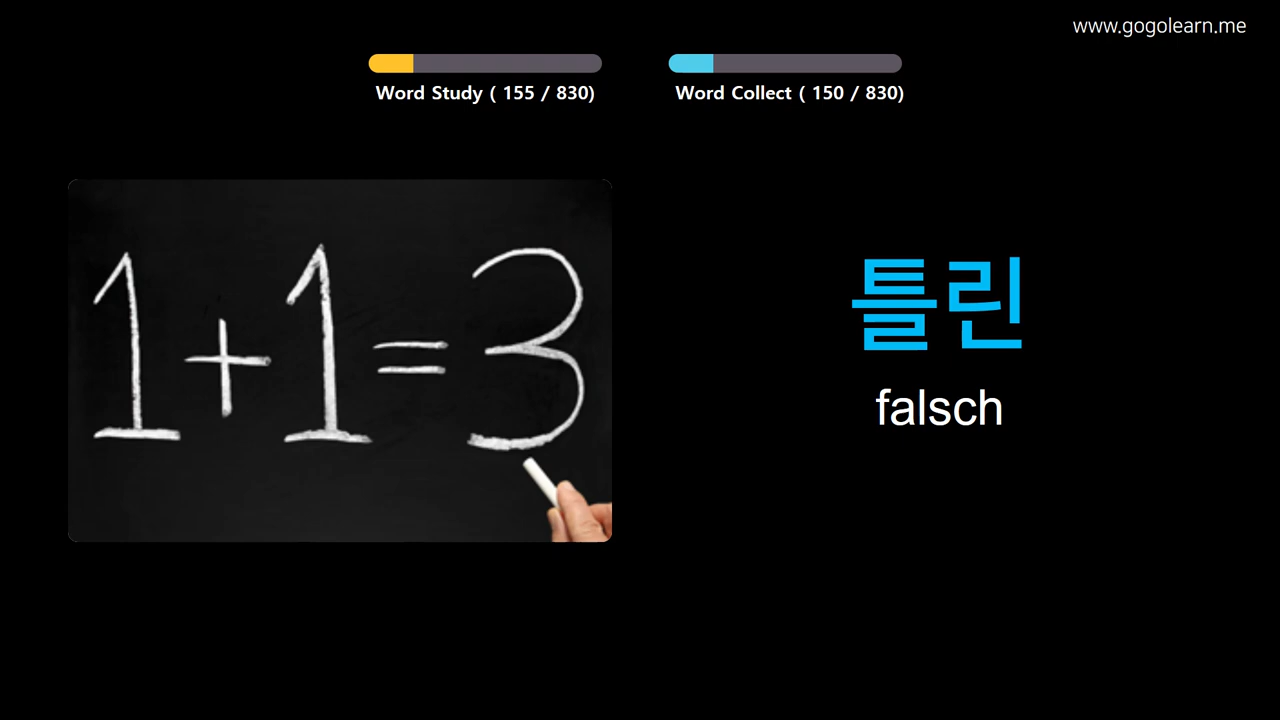 www.gogolearn.me
Word Study ( 155 / 830)
Word Collect ( 150 / 830)
1+1=3
틀린
falsch